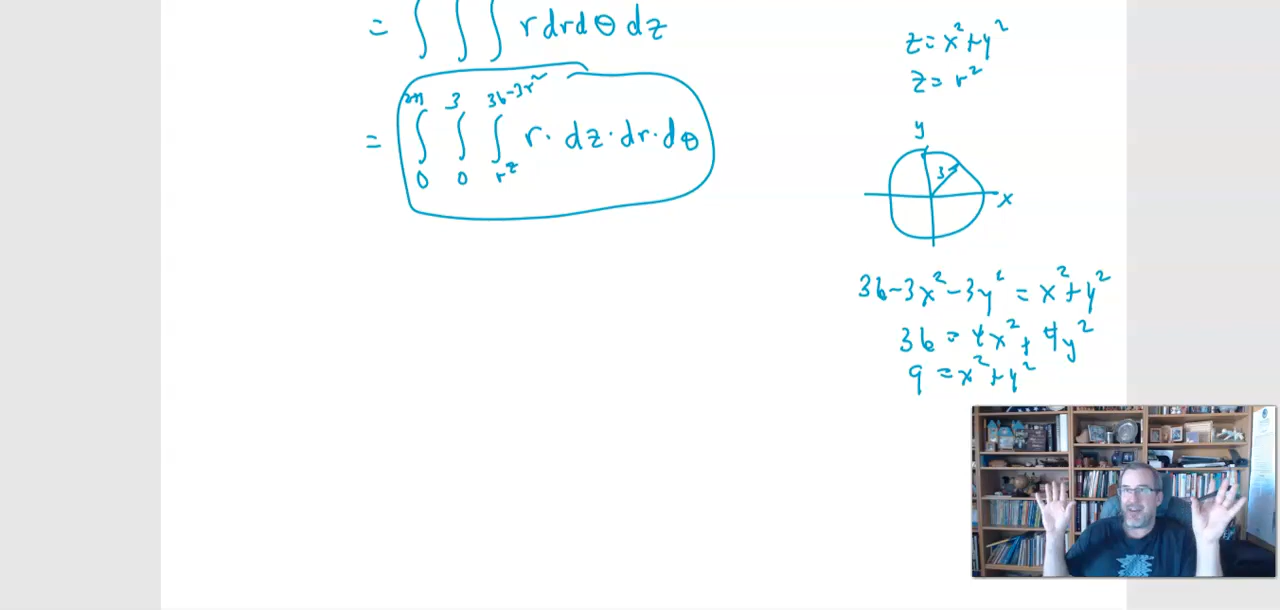 = ∫ ∫ ∫ r dr dθ dz
= ∫₀^2π ∫₀^3 ∫_r²^36-3r² r · dz · dr · dθ
z = x² + y²
z = r²
y
3
x
36 - 3x² - 3y² = x² + y²
36 = 4x² + 4y²
9 = x² + y²